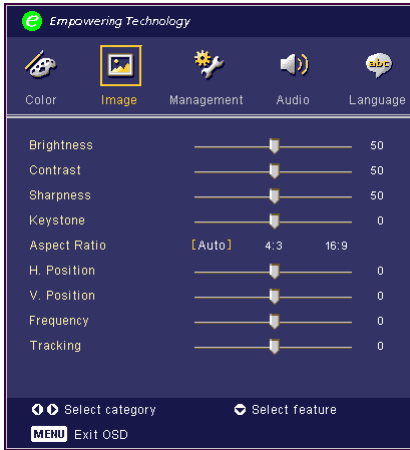 e Empowering Technology
Color Image Management Audio abc Language
Brightness 50
Contrast 50
Sharpness 50
Keystone 0
Aspect Ratio [Auto] 4:3 16:9
H. Position 0
V. Position 0
Frequency 0
Tracking 0
Select category Select feature
MENU Exit OSD